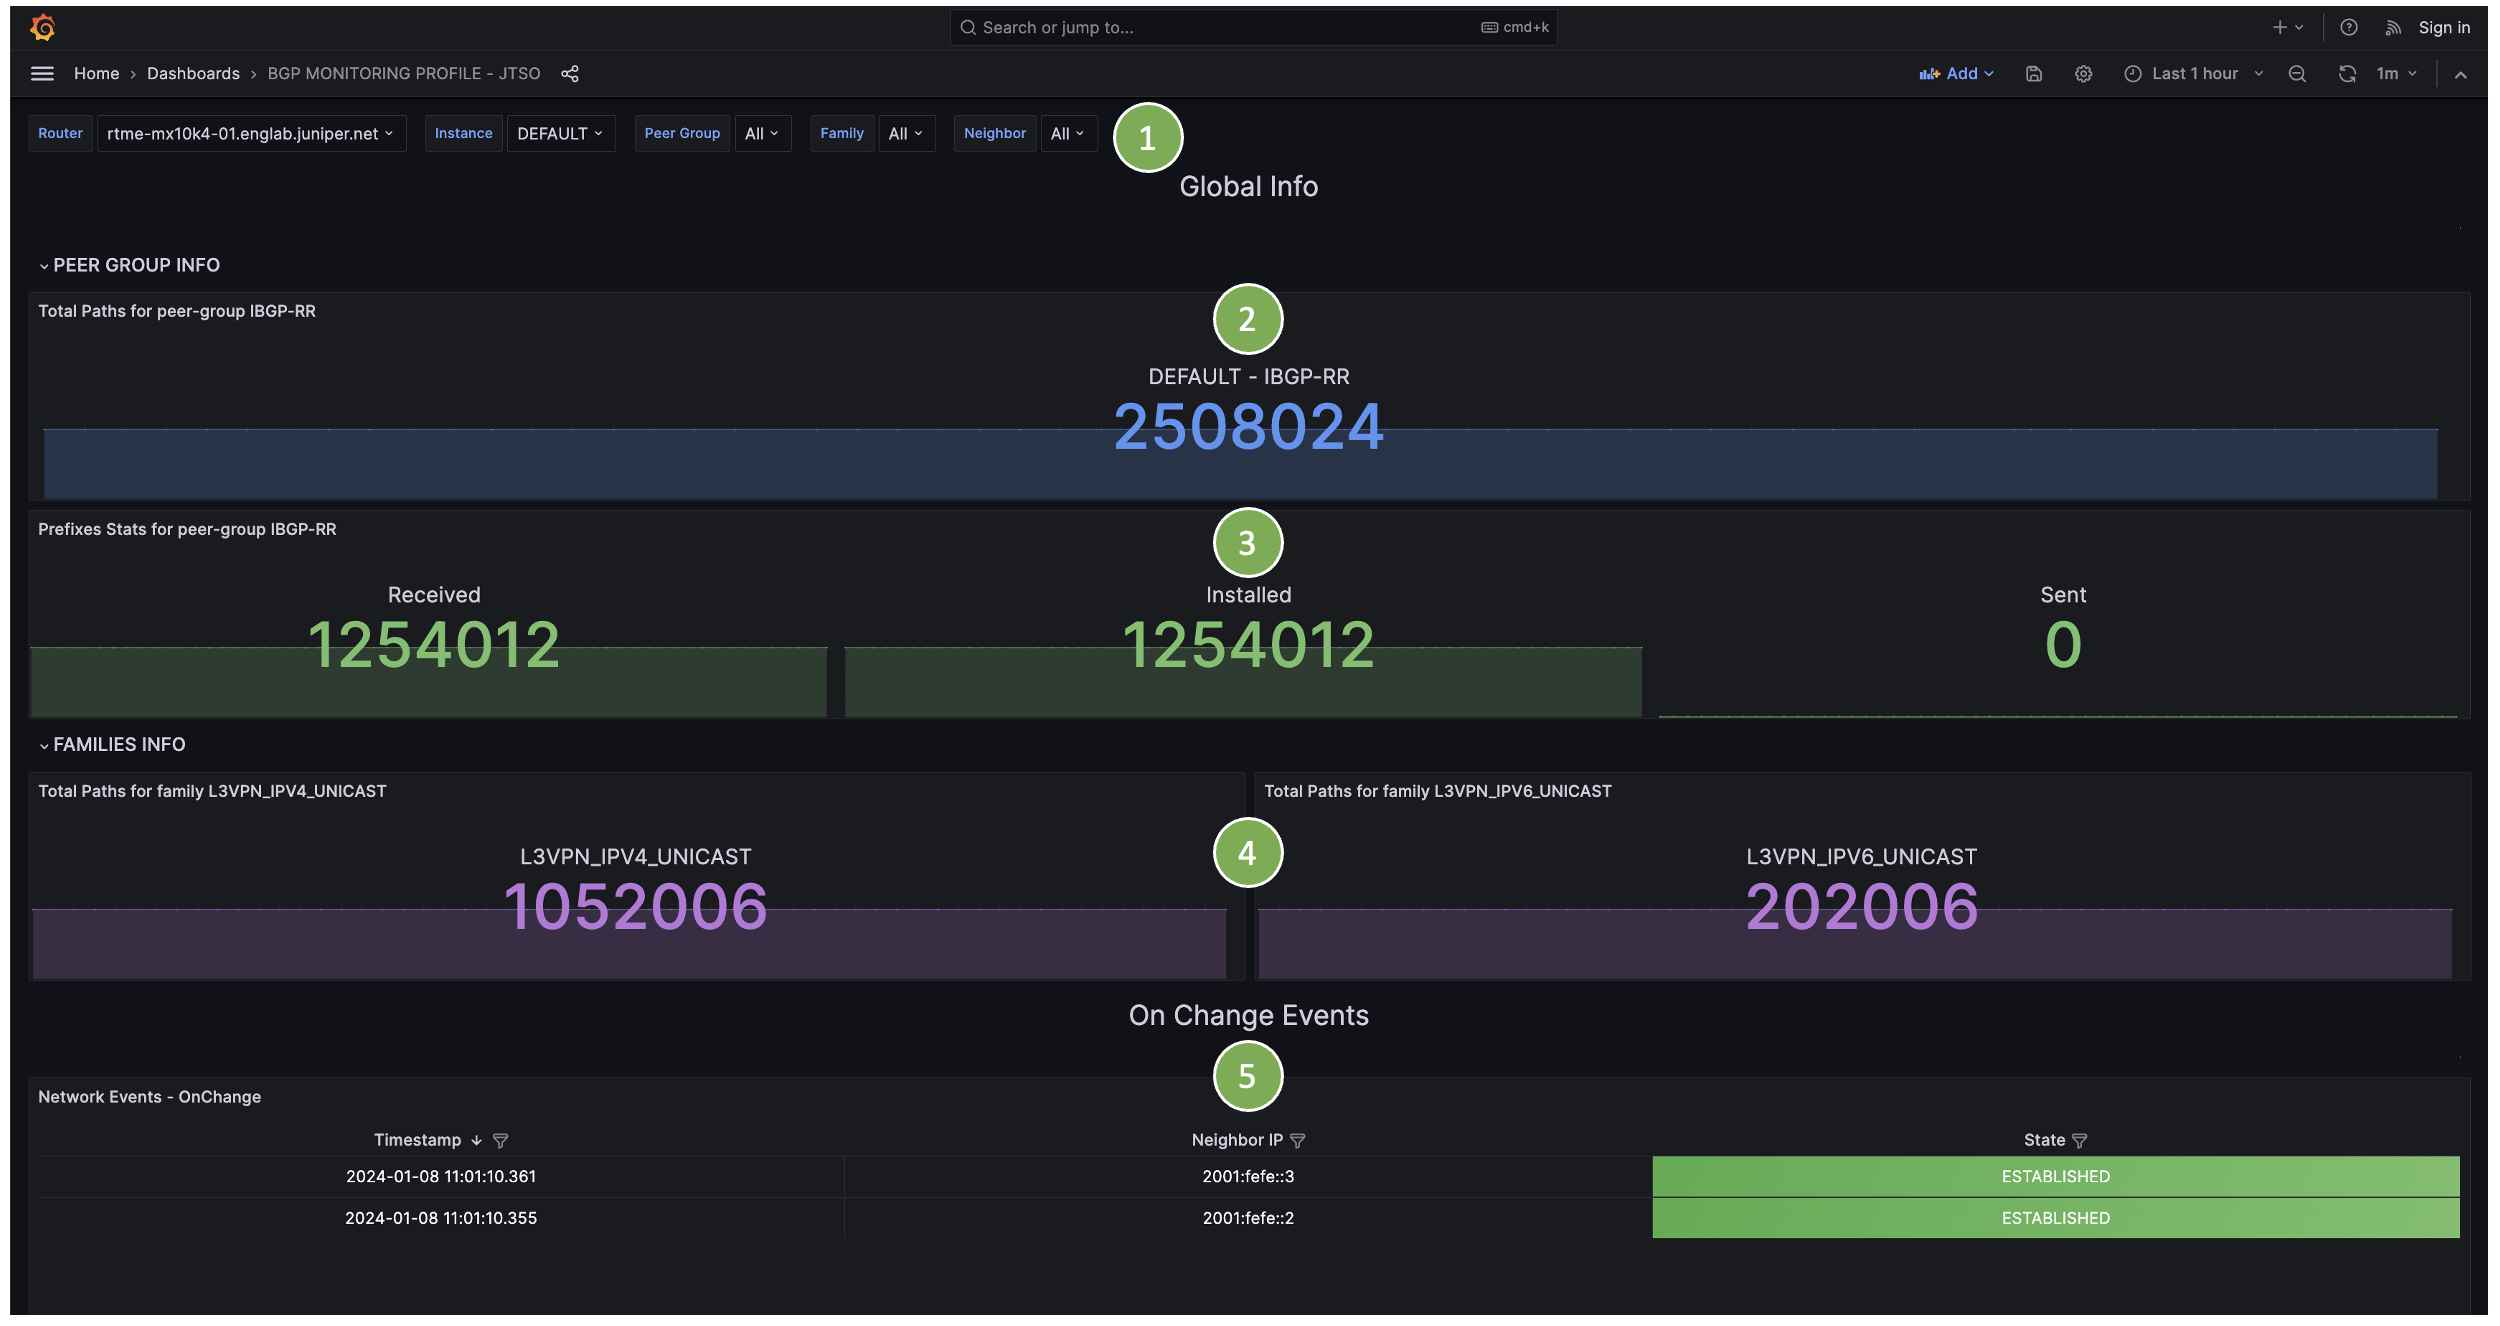 Search or jump to... cmd+k Sign in
Home › Dashboards › BGP MONITORING PROFILE - JTSO Add Last 1 hour 1m
Router rtme-mx10k4-01.englab.juniper.net Instance DEFAULT Peer Group All Family All Neighbor All 1
Global Info
PEER GROUP INFO
Total Paths for peer-group IBGP-RR
2
DEFAULT - IBGP-RR
2508024
Prefixes Stats for peer-group IBGP-RR
3
Received Installed Sent
1254012 1254012 0
FAMILIES INFO
Total Paths for family L3VPN_IPV4_UNICAST Total Paths for family L3VPN_IPV6_UNICAST
4
L3VPN_IPV4_UNICAST L3VPN_IPV6_UNICAST
1052006 202006
On Change Events
5
Network Events - OnChange
Timestamp Neighbor IP State
2024-01-08 11:01:10.361 2001:fefe::3 ESTABLISHED
2024-01-08 11:01:10.355 2001:fefe::2 ESTABLISHED